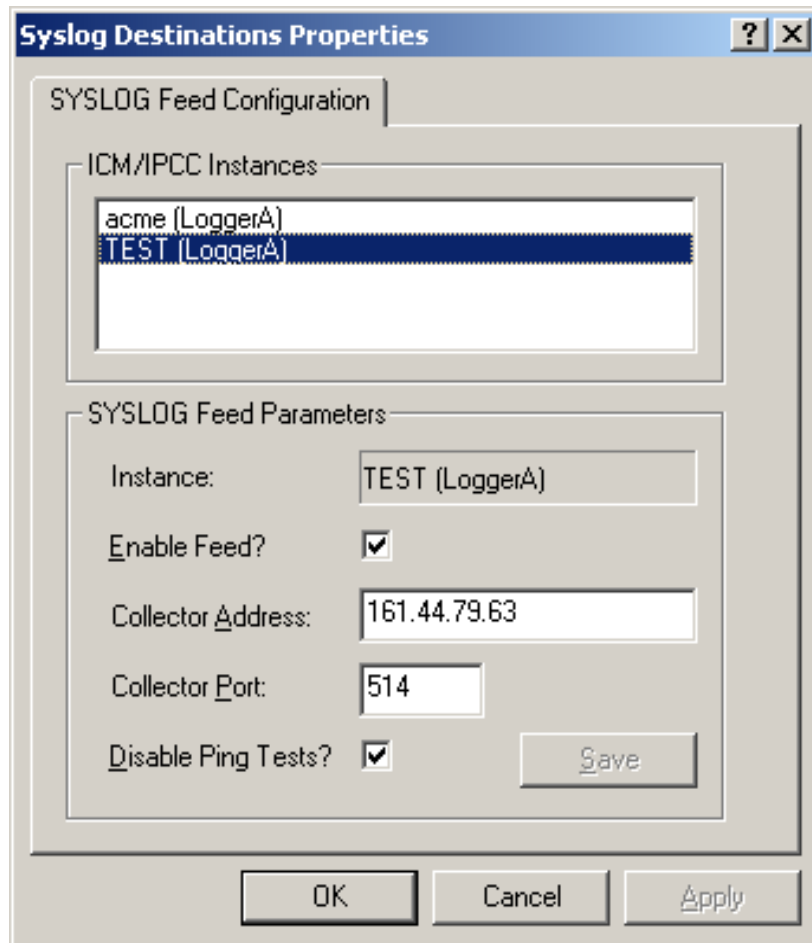 Syslog Destinations Properties
SYSLOG Feed Configuration
ICM/IPCC Instances
acme (LoggerA)
TEST (LoggerA)
SYSLOG Feed Parameters
Instance: TEST (LoggerA)
Enable Feed?
Collector Address: 161.44.79.63
Collector Port: 514
Disable Ping Tests? Save
OK Cancel Apply